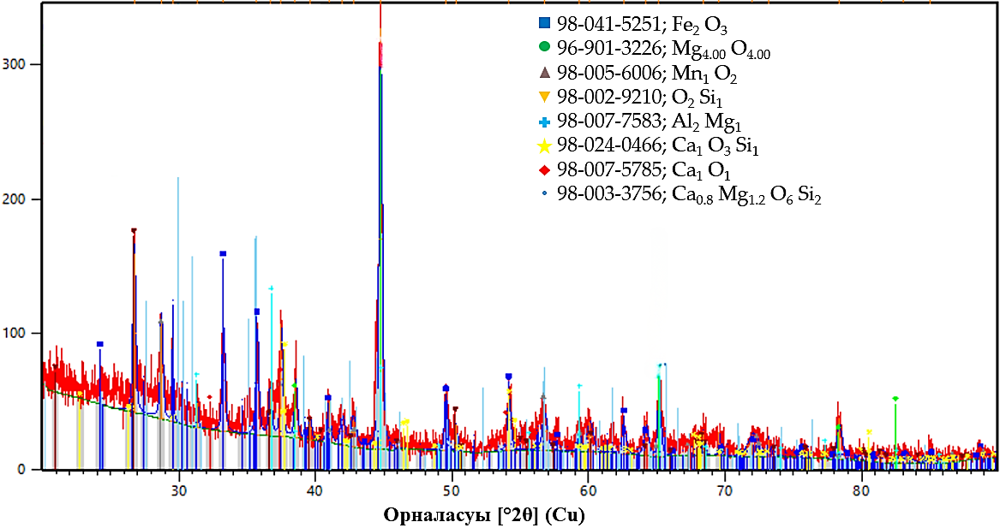 98-041-5251; Fe₂ O₃
96-901-3226; Mg₄.₀₀ O₄.₀₀
98-005-6006; Mn₁ O₂
98-002-9210; O₂ Si₁
98-007-7583; Al₂ Mg₁
98-024-0466; Ca₁ O₃ Si₁
98-007-5785; Ca₁ O₁
98-003-3756; Ca₀.₈ Mg₁.₂ O₆ Si₂
300
200
100
0
30 40 50 60 70 80
Орналасуы [°2θ] (Cu)